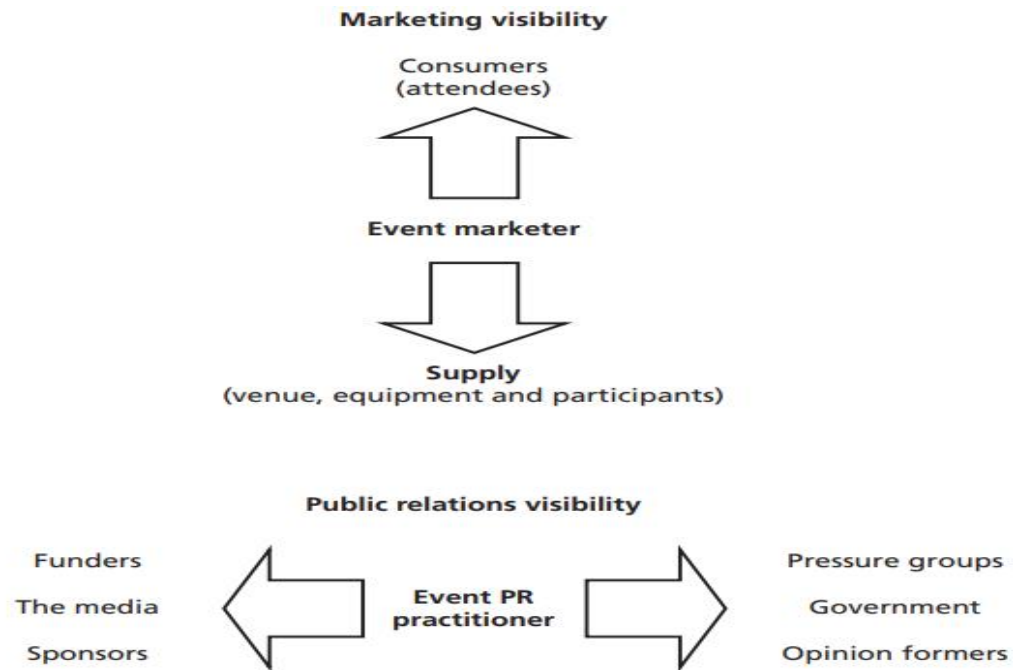 Marketing visibility
Consumers
(attendees)
Event marketer
Supply
(venue, equipment and participants)
Public relations visibility
Funders
The media
Sponsors
Event PR
practitioner
Pressure groups
Government
Opinion formers